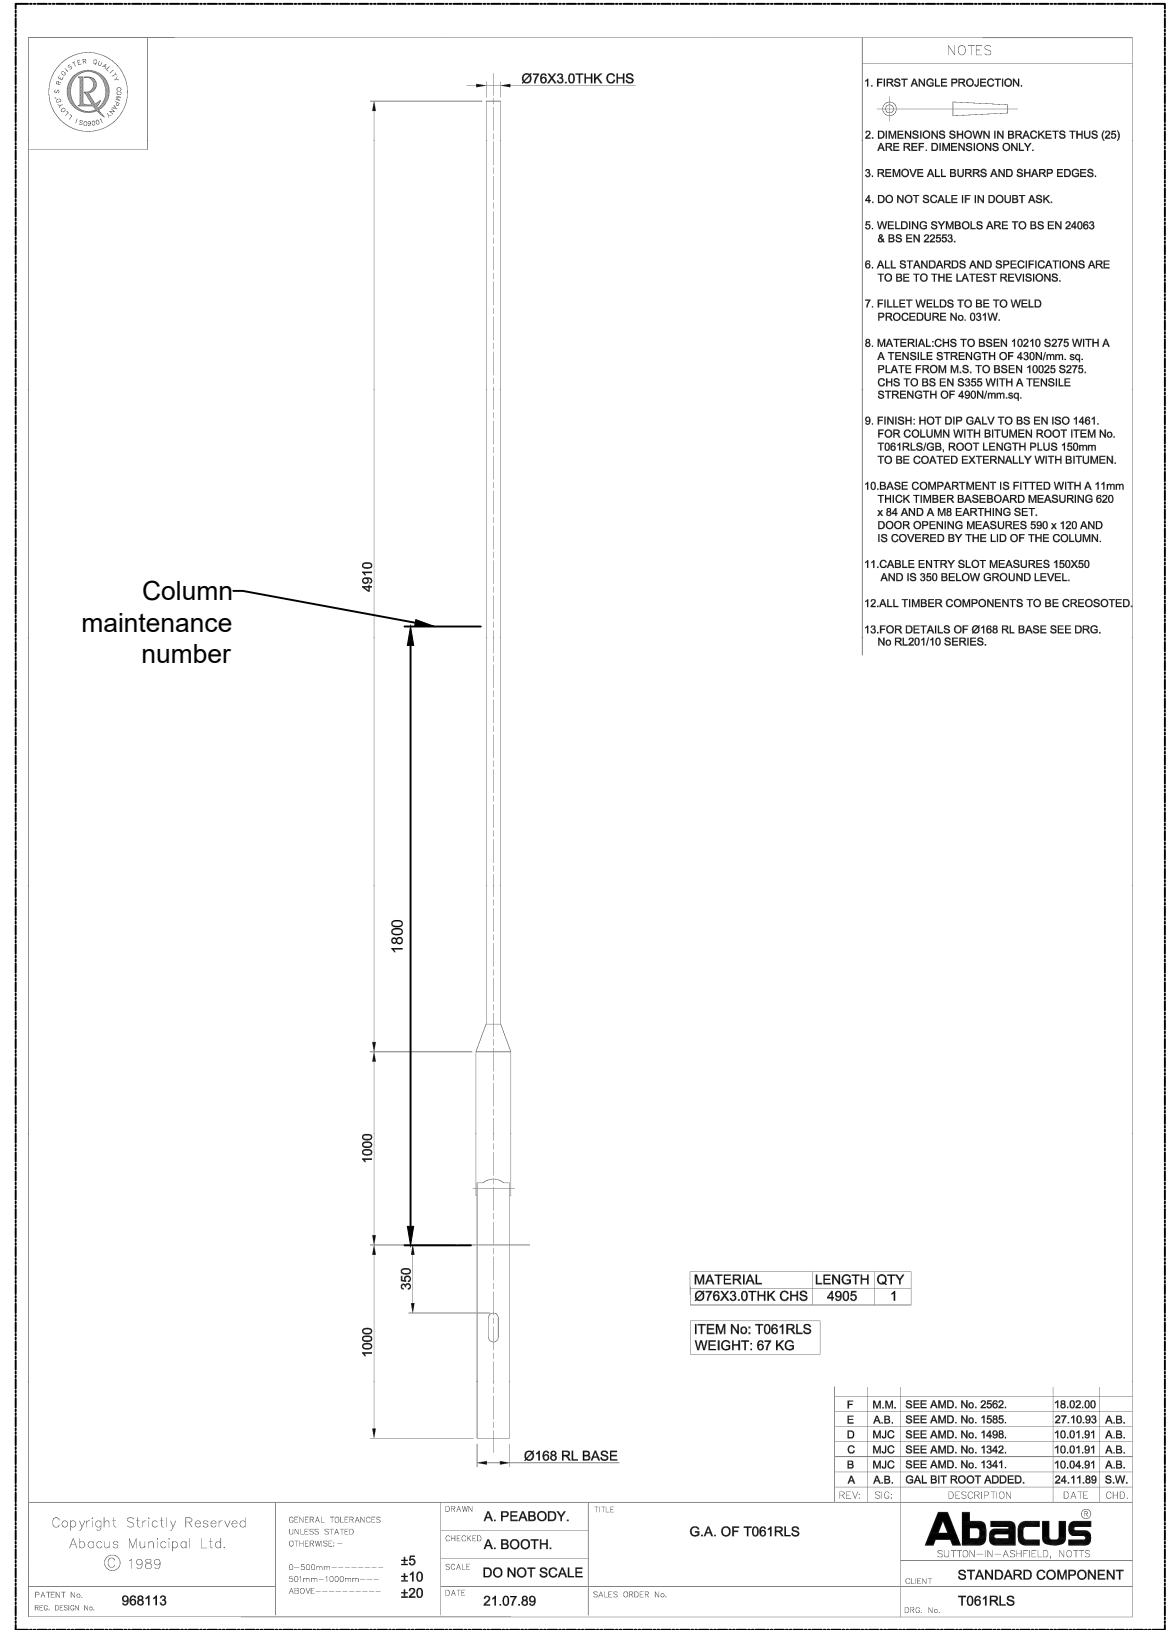 LLOYD'S REGISTER QUALITY COMPANY ISO9001
LRQ
Ø76X3.0THK CHS
4910
Column
maintenance
number
1800
1000
350
1000
Ø168 RL BASE
NOTES
1. FIRST ANGLE PROJECTION.
2. DIMENSIONS SHOWN IN BRACKETS THUS (25)
ARE REF. DIMENSIONS ONLY.
3. REMOVE ALL BURRS AND SHARP EDGES.
4. DO NOT SCALE IF IN DOUBT ASK.
5. WELDING SYMBOLS ARE TO BS EN 24063
& BS EN 22553.
6. ALL STANDARDS AND SPECIFICATIONS ARE
TO BE TO THE LATEST REVISIONS.
7. FILLET WELDS TO BE TO WELD
PROCEDURE No. 031W.
8. MATERIAL:CHS TO BSEN 10210 S275 WITH A
A TENSILE STRENGTH OF 430N/mm. sq.
PLATE FROM M.S. TO BSEN 10025 S275.
CHS TO BS EN S355 WITH A TENSILE
STRENGTH OF 490N/mm.sq.
9. FINISH: HOT DIP GALV TO BS EN ISO 1461.
FOR COLUMN WITH BITUMEN ROOT ITEM No.
T061RLS/GB, ROOT LENGTH PLUS 150mm
TO BE COATED EXTERNALLY WITH BITUMEN.
10.BASE COMPARTMENT IS FITTED WITH A 11mm
THICK TIMBER BASEBOARD MEASURING 620
x 84 AND A M8 EARTHING SET.
DOOR OPENING MEASURES 590 x 120 AND
IS COVERED BY THE LID OF THE COLUMN.
11.CABLE ENTRY SLOT MEASURES 150X50
AND IS 350 BELOW GROUND LEVEL.
12.ALL TIMBER COMPONENTS TO BE CREOSOTED.
13.FOR DETAILS OF Ø168 RL BASE SEE DRG.
No RL201/10 SERIES.
MATERIAL LENGTH QTY
Ø76X3.0THK CHS 4905 1
ITEM No: T061RLS
WEIGHT: 67 KG
F M.M. SEE AMD. No. 2562. 18.02.00
E A.B. SEE AMD. No. 1585. 27.10.93 A.B.
D MJC SEE AMD. No. 1498. 10.01.91 A.B.
C MJC SEE AMD. No. 1342. 10.01.91 A.B.
B MJC SEE AMD. No. 1341. 10.04.91 A.B.
A A.B. GAL BIT ROOT ADDED. 24.11.89 S.W.
REV: SIG: DESCRIPTION DATE CHD.
Copyright Strictly Reserved
Abacus Municipal Ltd.
© 1989
PATENT No.
REG. DESIGN No.
968113
GENERAL TOLERANCES
UNLESS STATED
OTHERWISE:–
0–500mm–––––––– ±5
501mm–1000mm––– ±10
ABOVE–––––––––– ±20
DRAWN A. PEABODY.
CHECKED A. BOOTH.
SCALE DO NOT SCALE
DATE 21.07.89
TITLE
G.A. OF T061RLS
SALES ORDER No.
Abacus®
SUTTON–IN–ASHFIELD, NOTTS
CLIENT STANDARD COMPONENT
DRG. No. T061RLS